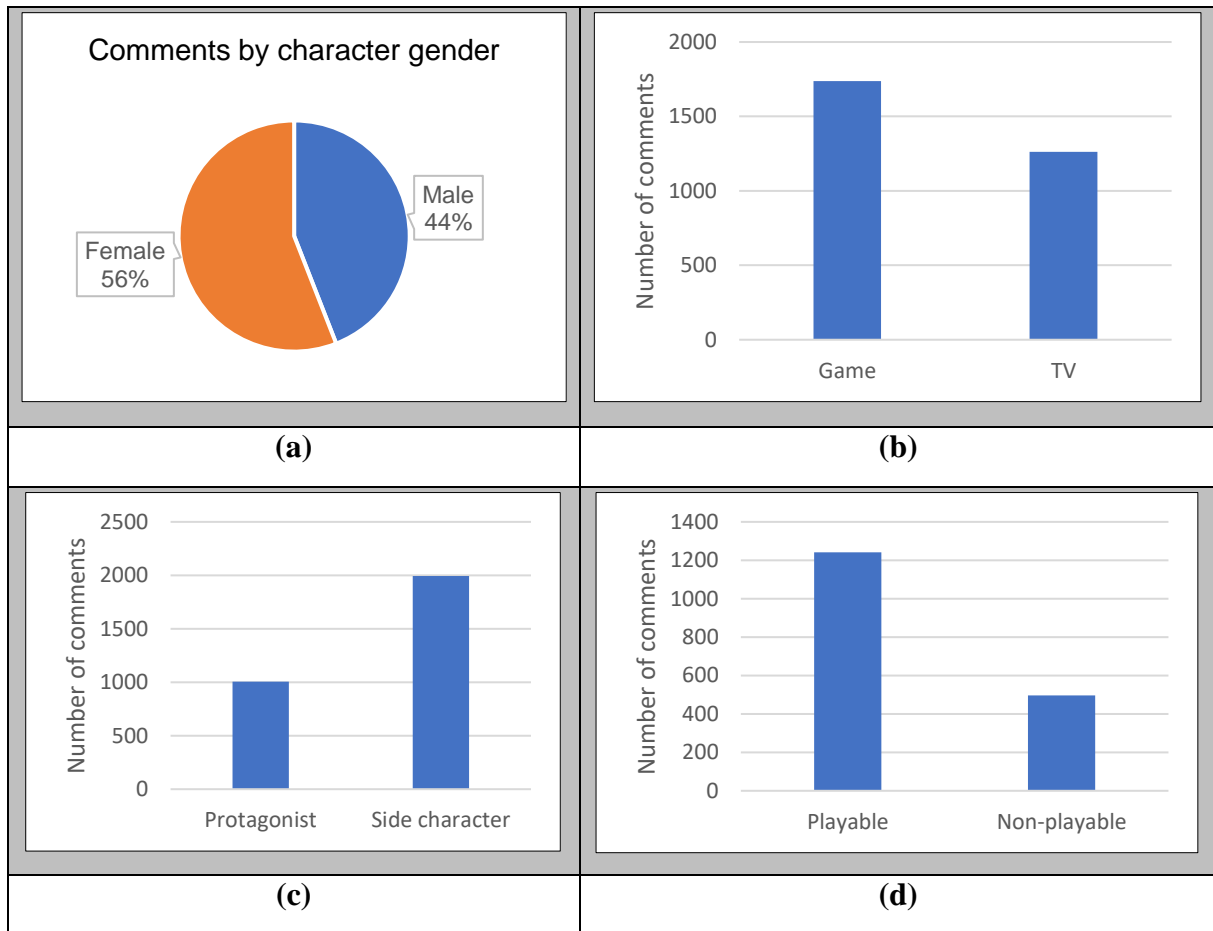 Comments by character gender
Male
44%
Female
56%
(a)
Number of comments
2000
1500
1000
500
0
Game TV
(b)
Number of comments
2500
2000
1500
1000
500
0
Protagonist Side character
(c)
Number of comments
1400
1200
1000
800
600
400
200
0
Playable Non-playable
(d)